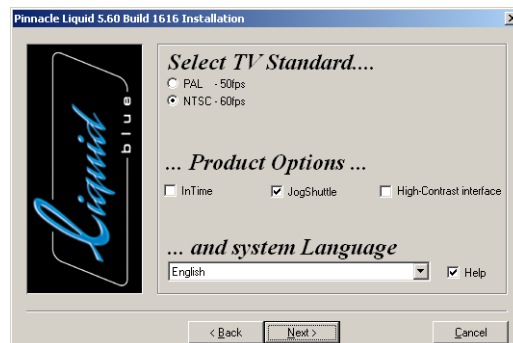 Pinnacle Liquid 5.60 Build 1616 Installation
Liquid
blue
Select TV Standard....
PAL - 50fps
NTSC - 60fps
... Product Options ...
InTime JogShuttle High-Contrast interface
... and system Language
English Help
< Back Next > Cancel